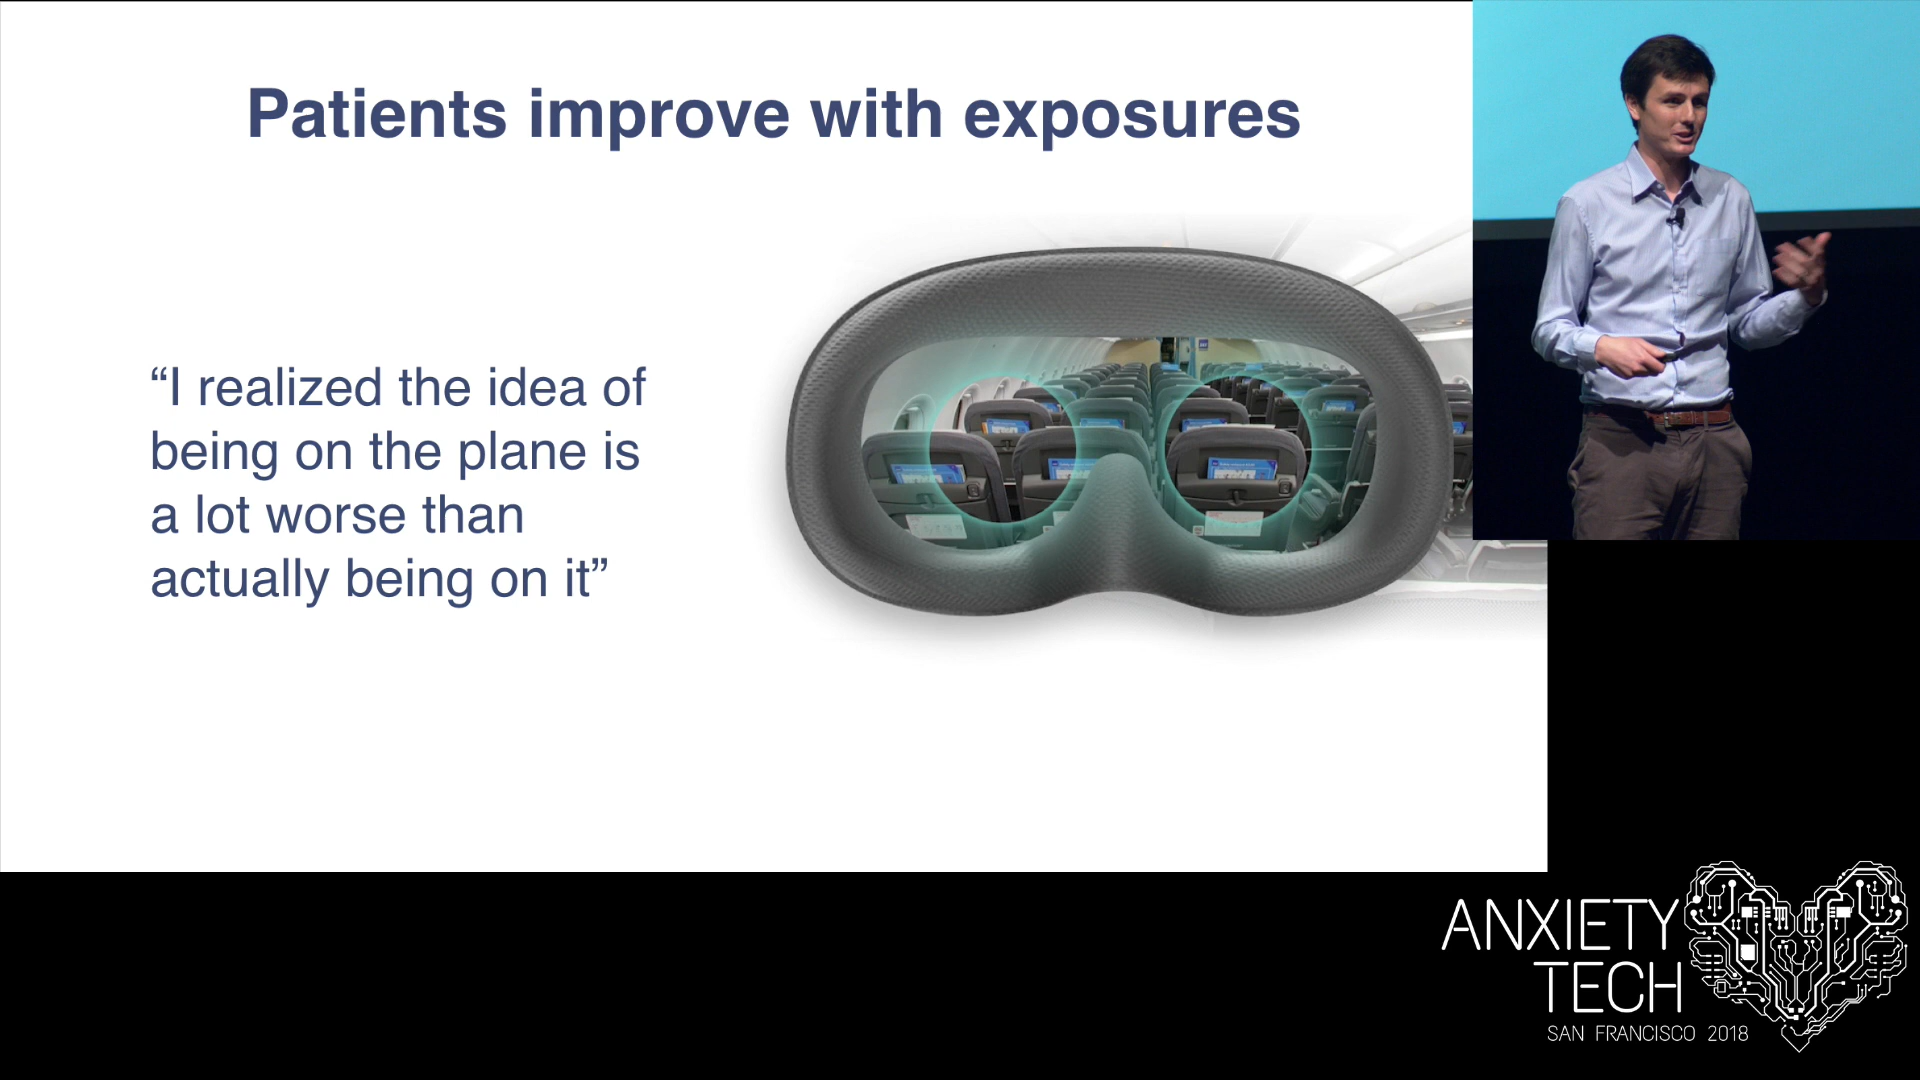 Patients improve with exposures
“I realized the idea of
being on the plane is
a lot worse than
actually being on it”
ANXIETY
TECH
SAN FRANCISCO 2018